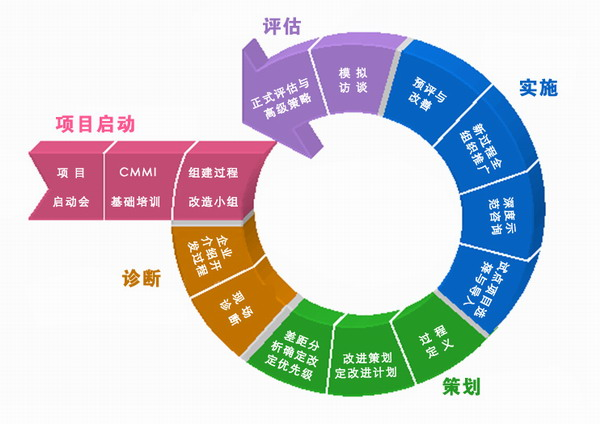 项目启动
项 目
启动会
CMMI
基础培训
组建过程
改造小组
诊断
企业
介绍开
发过程
现场
诊断
策划
差距分
析确定改
定优先级
改进策划
定改进计划
过程
定义
实施
试点项目选
择与导入
深度示
范咨询
新过程全
组织推广
预评与
改善
评估
模 拟
访 谈
正式评估与
高级策略